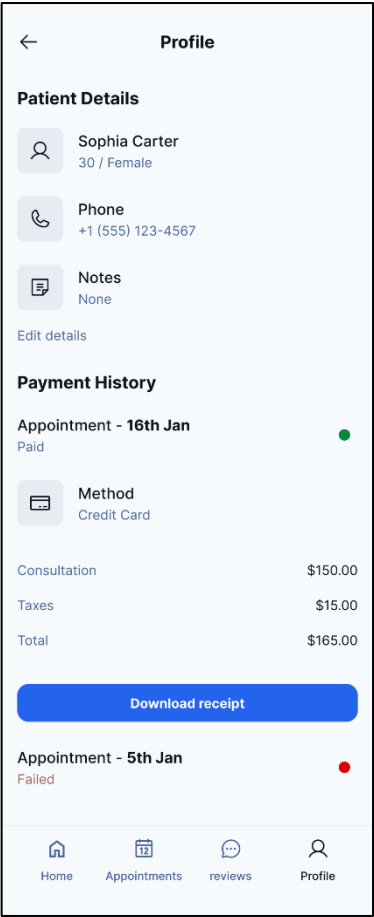 Profile
Patient Details
Sophia Carter
30 / Female
Phone
+1 (555) 123-4567
Notes
None
Edit details
Payment History
Appointment - 16th Jan
Paid
Method
Credit Card
Consultation $150.00
Taxes $15.00
Total $165.00
Download receipt
Appointment - 5th Jan
Failed
12
Home Appointments reviews Profile